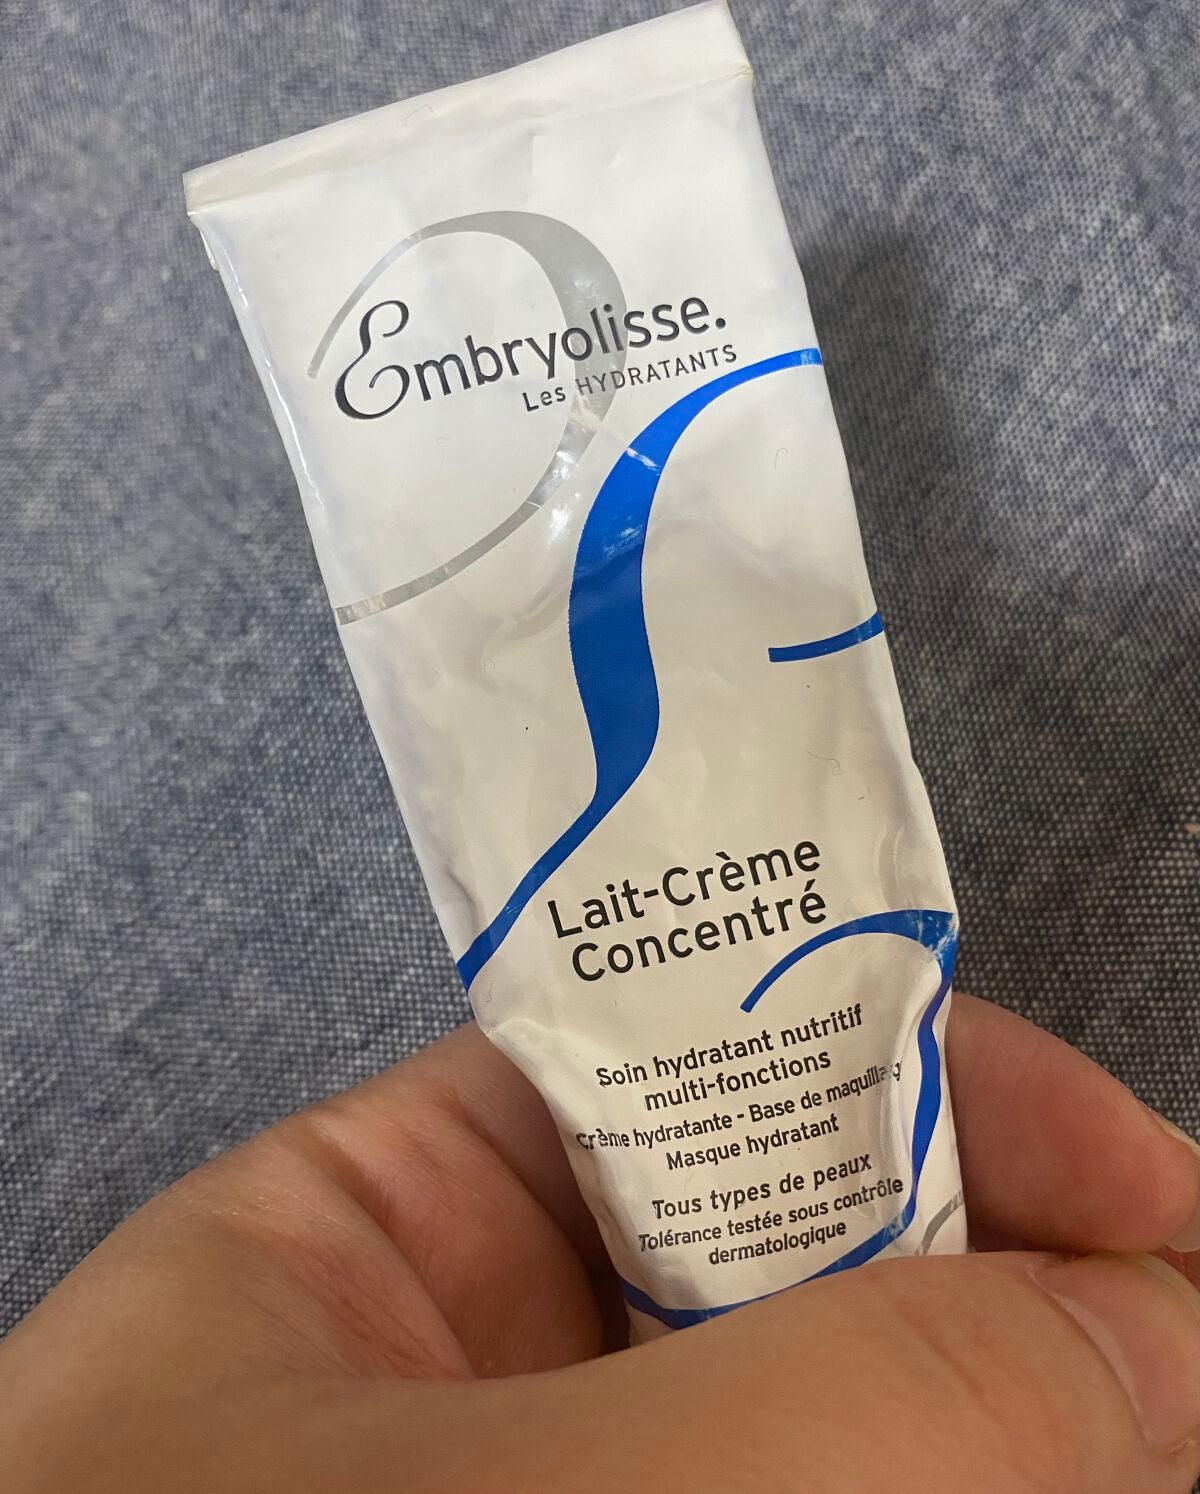 Embryolisse.
Les HYDRATANTS
Lait-Crème
Concentré
Soin hydratant nutritif
multi-fonctions
Crème hydratante - Base de
Masque hydratant
Tous types de peaux
Tolérance testée sous contrôle
dermatologique